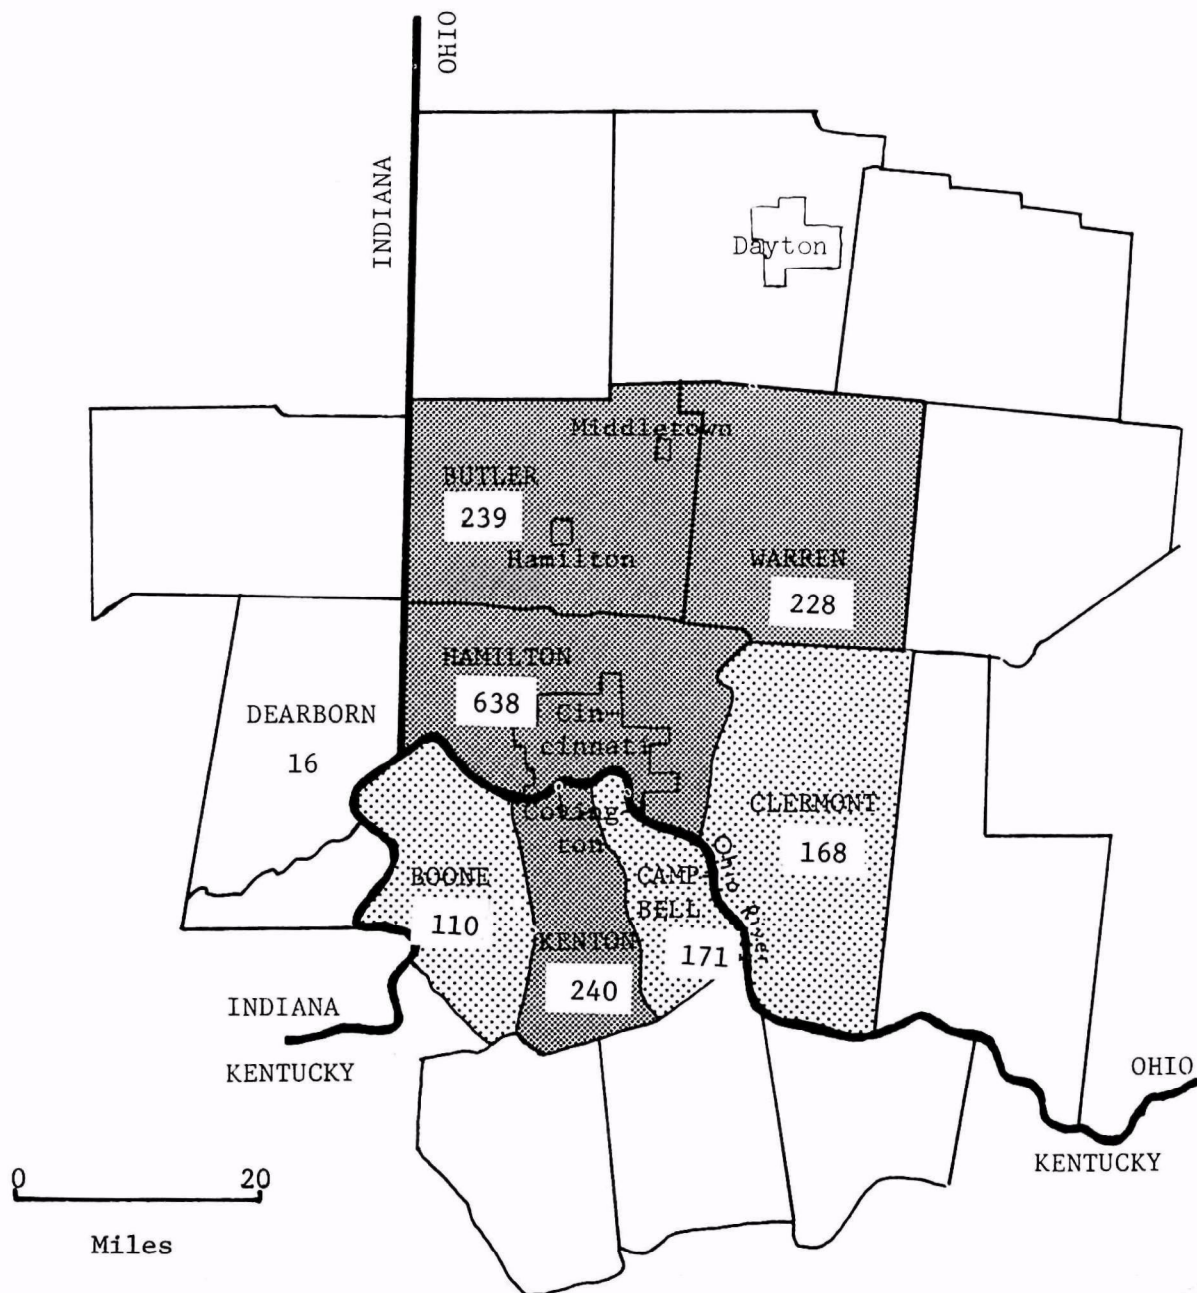 OHIO
INDIANA
Dayton
Middletown
BUTLER
239
Hamilton
WARREN
228
HAMILTON
638
Cin-
cinnati
DEARBORN
16
Coving-
ton
CLERMONT
168
Ohio River
BOONE
110
CAMP-
BELL
171
KENTON
240
INDIANA
KENTUCKY
OHIO
KENTUCKY
0 20
Miles